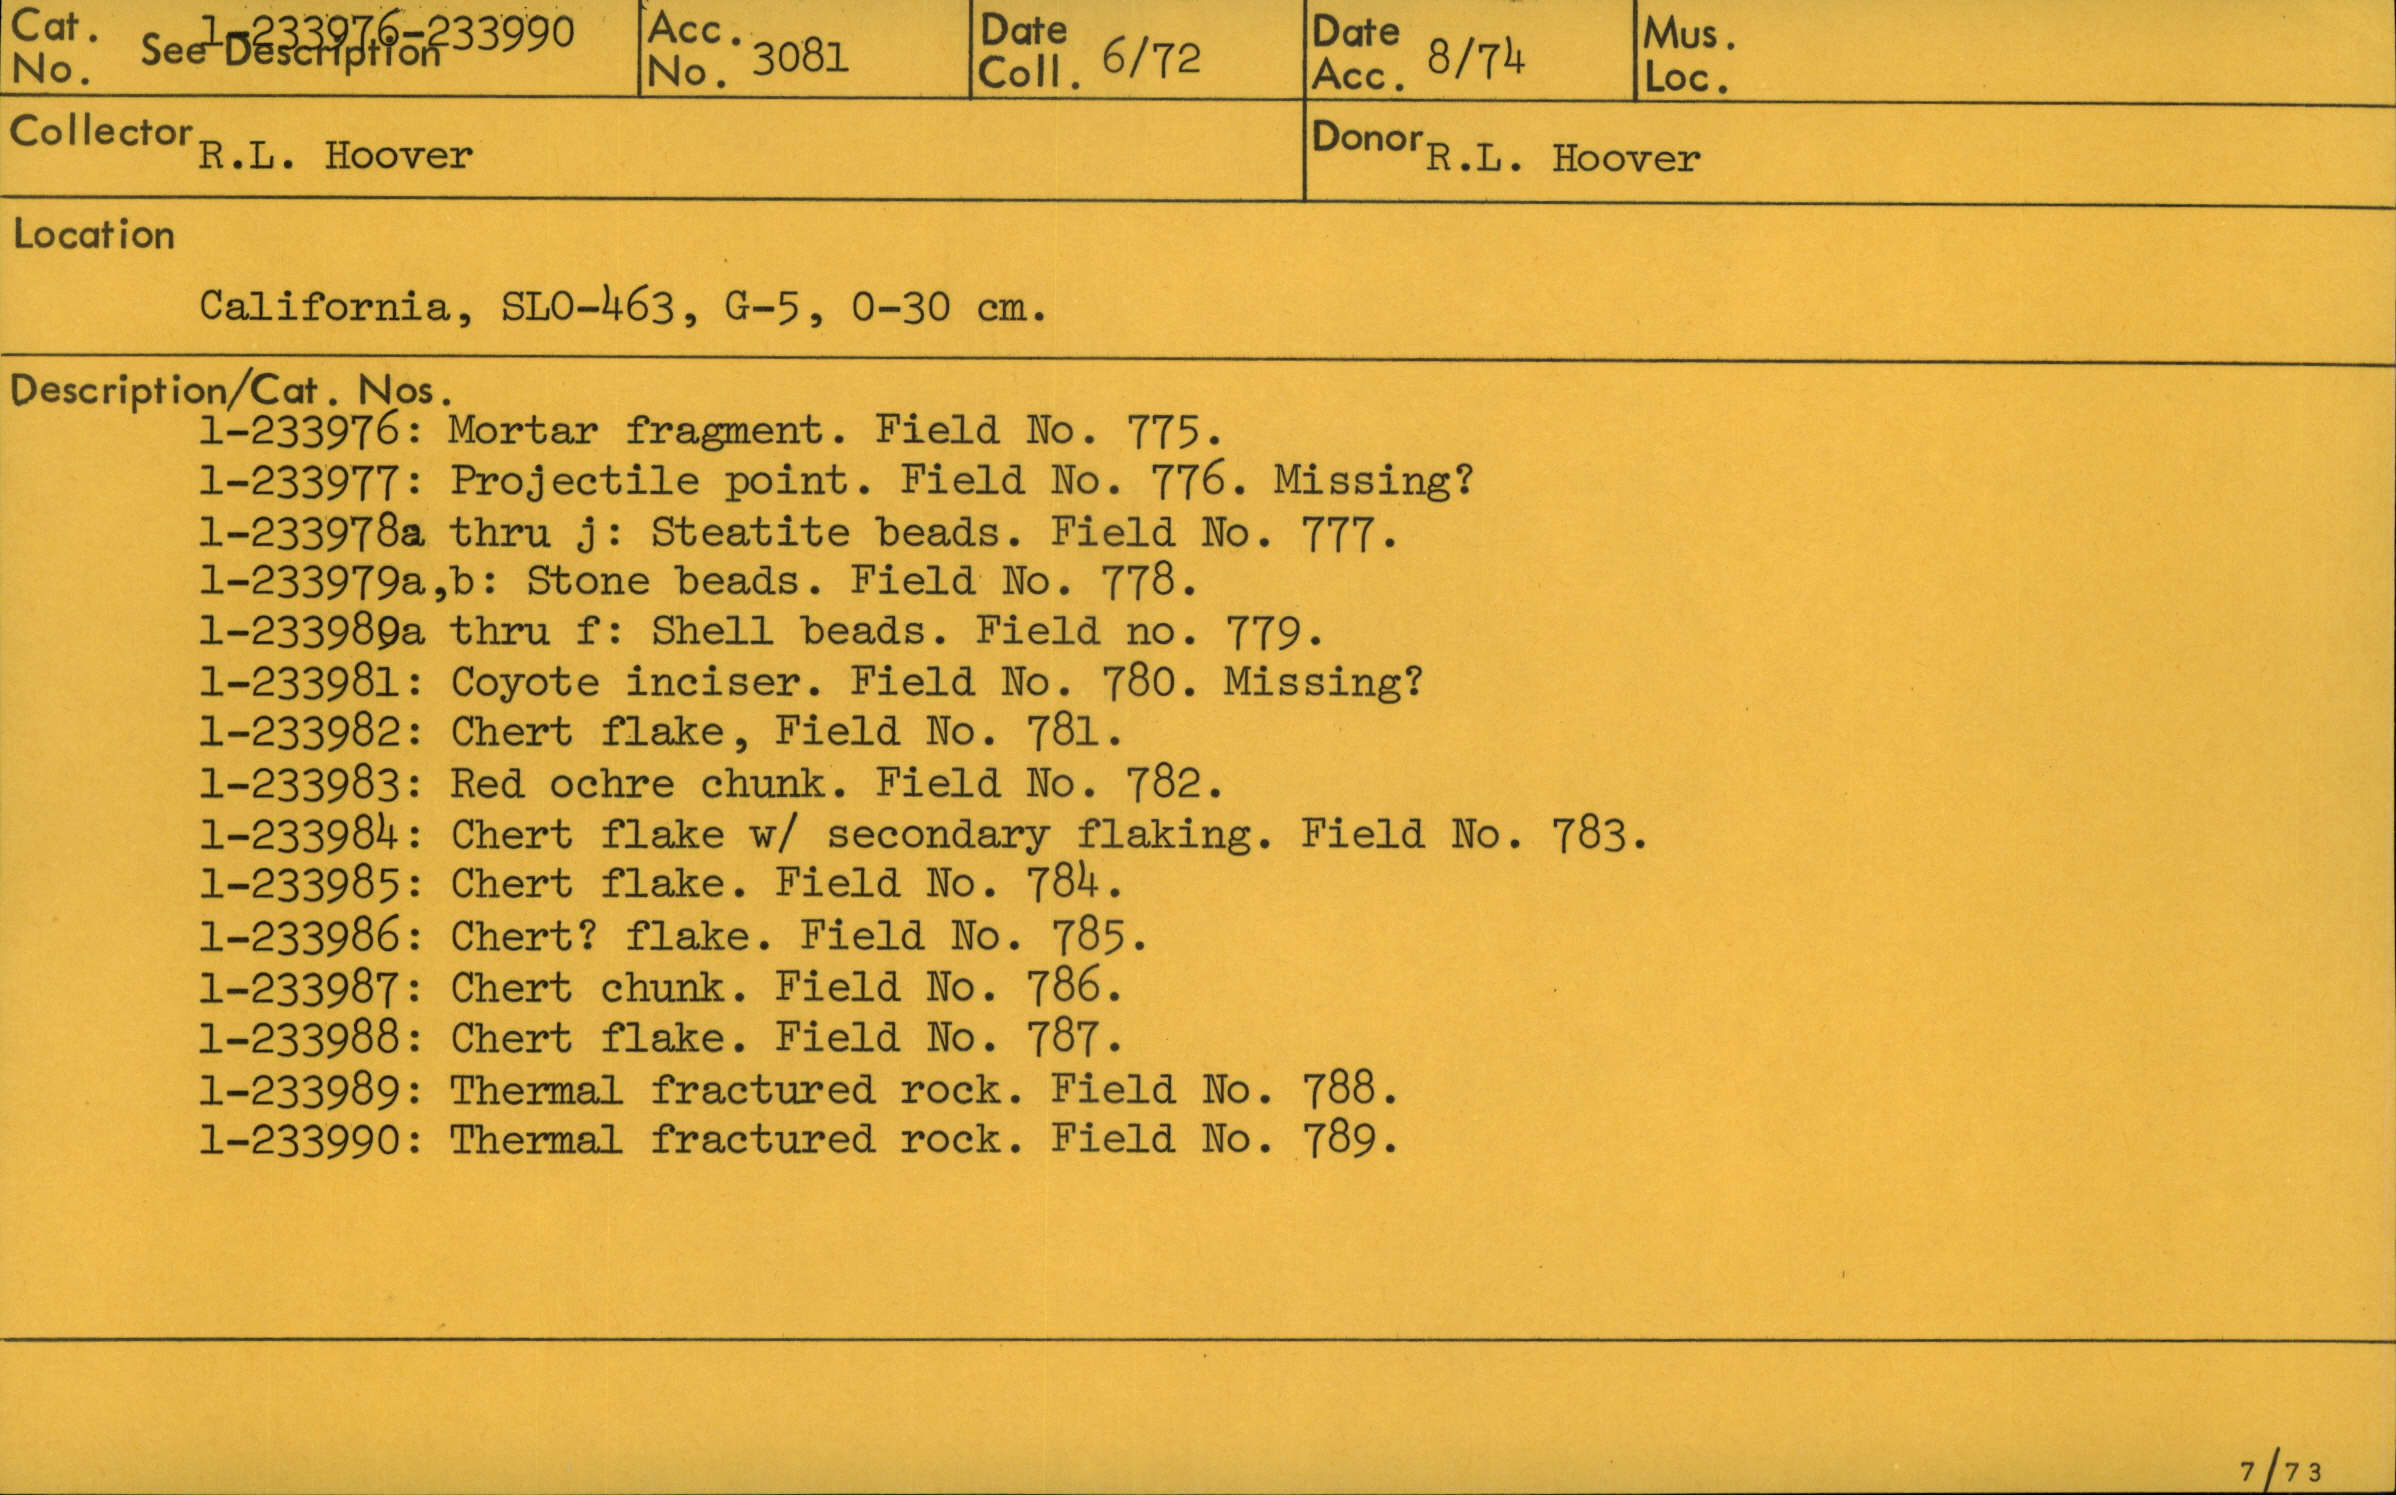 Cat. No. See Description 1-233976-233990
Acc. No. 3081
Date Coll. 6/72
Date Acc. 8/74
Mus. Loc.
Collector R.L. Hoover
Donor R.L. Hoover
Location
California, SLO-463, G-5, 0-30 cm.
Description/Cat. Nos.
1-233976: Mortar fragment. Field No. 775.
1-233977: Projectile point. Field No. 776. Missing?
1-233978a thru j: Steatite beads. Field No. 777.
1-233979a,b: Stone beads. Field No. 778.
1-233989a thru f: Shell beads. Field no. 779.
1-233981: Coyote inciser. Field No. 780. Missing?
1-233982: Chert flake, Field No. 781.
1-233983: Red ochre chunk. Field No. 782.
1-233984: Chert flake w/ secondary flaking. Field No. 783.
1-233985: Chert flake. Field No. 784.
1-233986: Chert? flake. Field No. 785.
1-233987: Chert chunk. Field No. 786.
1-233988: Chert flake. Field No. 787.
1-233989: Thermal fractured rock. Field No. 788.
1-233990: Thermal fractured rock. Field No. 789.
7/73